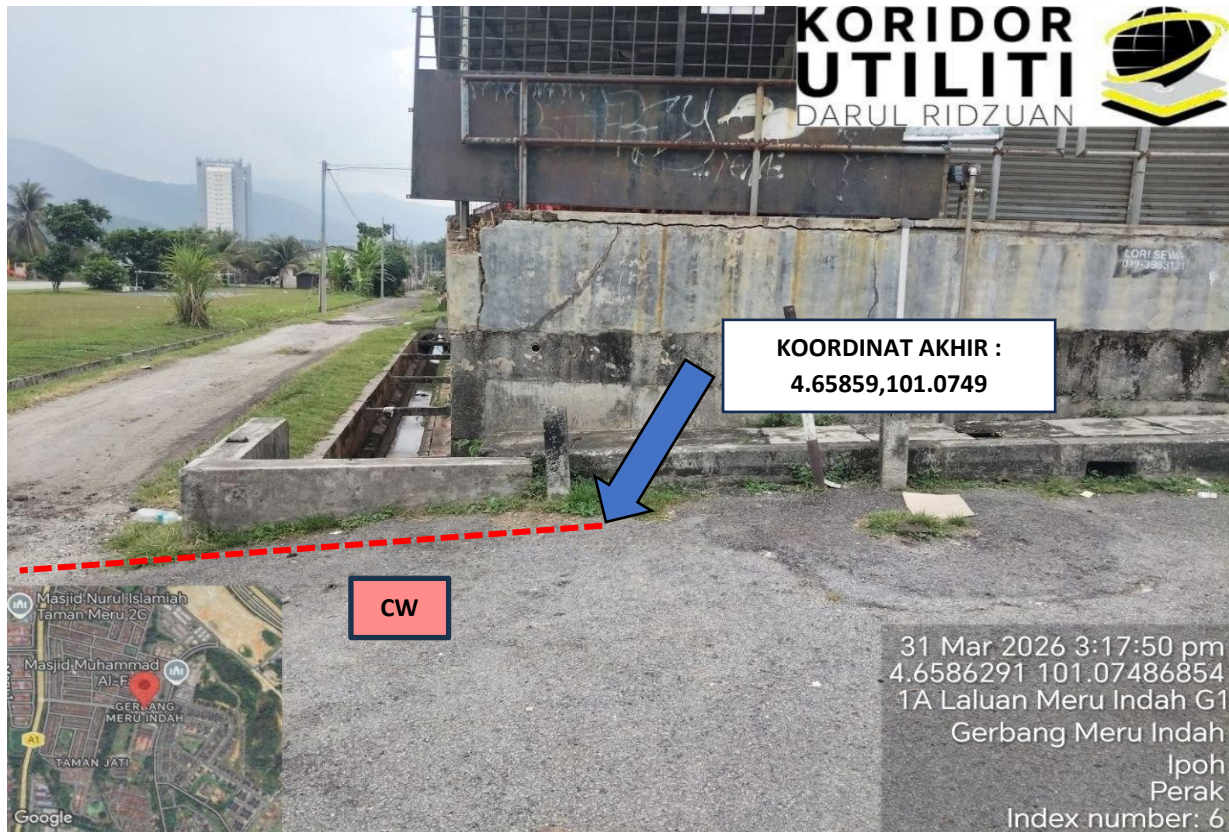 KORIDOR
UTILITI
DARUL RIDZUAN
LORI SEWA
KOORDINAT AKHIR :
4.65859,101.0749
CW
Masjid Nurul Islamiah
Taman Meru 2C
Masjid Muhammad
Al-F
GERBANG
MERU INDAH
A1
TAMAN JATI
Google
31 Mar 2026 3:17:50 pm
4.6586291 101.07486854
1A Laluan Meru Indah G1
Gerbang Meru Indah
Ipoh
Perak
Index number: 6